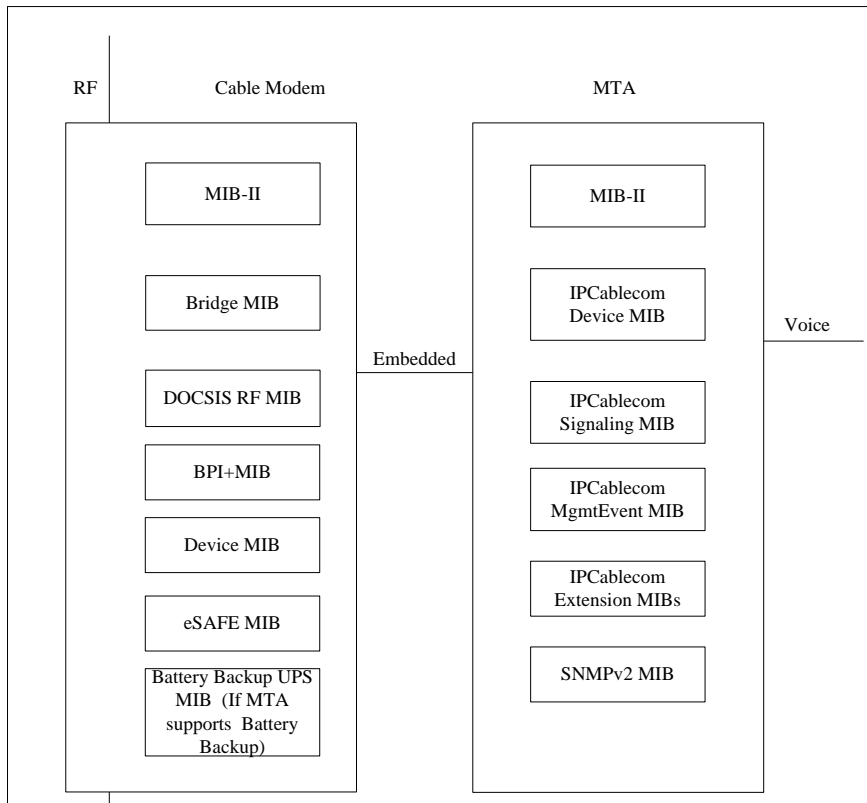 RF
Cable Modem
MTA
MIB-II
Bridge MIB
DOCSIS RF MIB
BPI+MIB
Device MIB
eSAFE MIB
Battery Backup UPS
MIB (If MTA
supports Battery
Backup)
Embedded
MIB-II
IPCablecom
Device MIB
IPCablecom
Signaling MIB
IPCablecom
MgmtEvent MIB
IPCablecom
Extension MIBs
SNMPv2 MIB
Voice